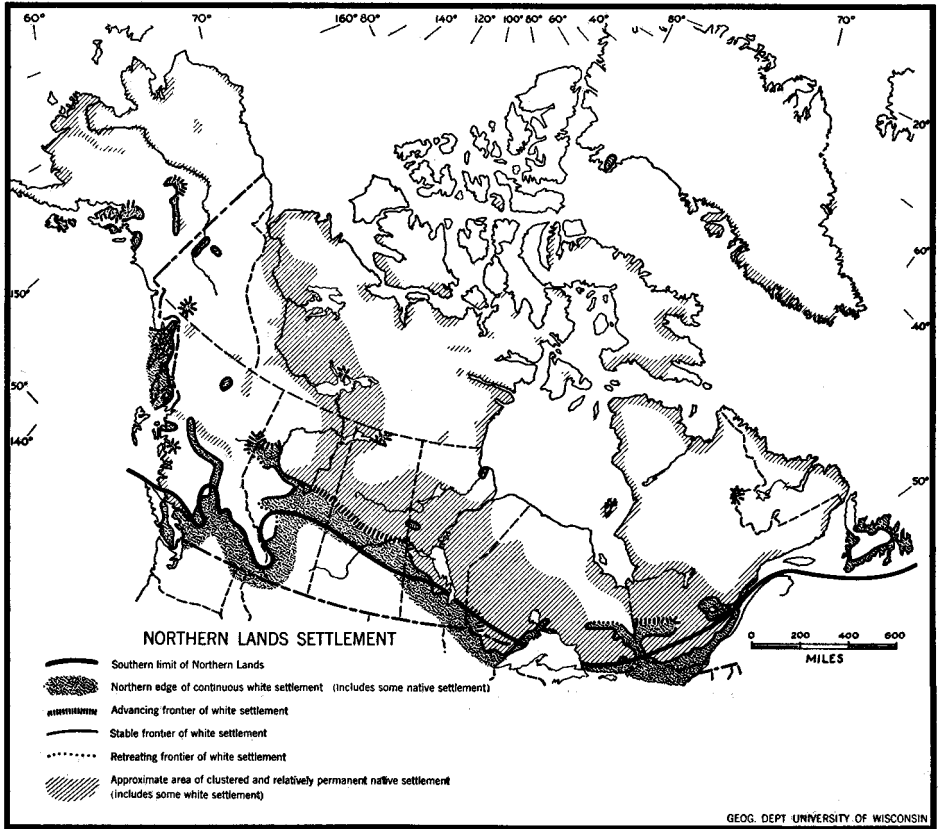 60° 70° 160° 80° 140° 120° 100° 80° 60° 40° 80° 70°
20°
60°
150°
40°
150°
140°
50°
NORTHERN LANDS SETTLEMENT
0 200 400 600
MILES
Southern limit of Northern Lands
Northern edge of continuous white settlement (includes some native settlement)
Advancing frontier of white settlement
Stable frontier of white settlement
Retreating frontier of white settlement
Approximate area of clustered and relatively permanent native settlement
(includes some white settlement)
GEOG. DEPT UNIVERSITY OF WISCONSIN